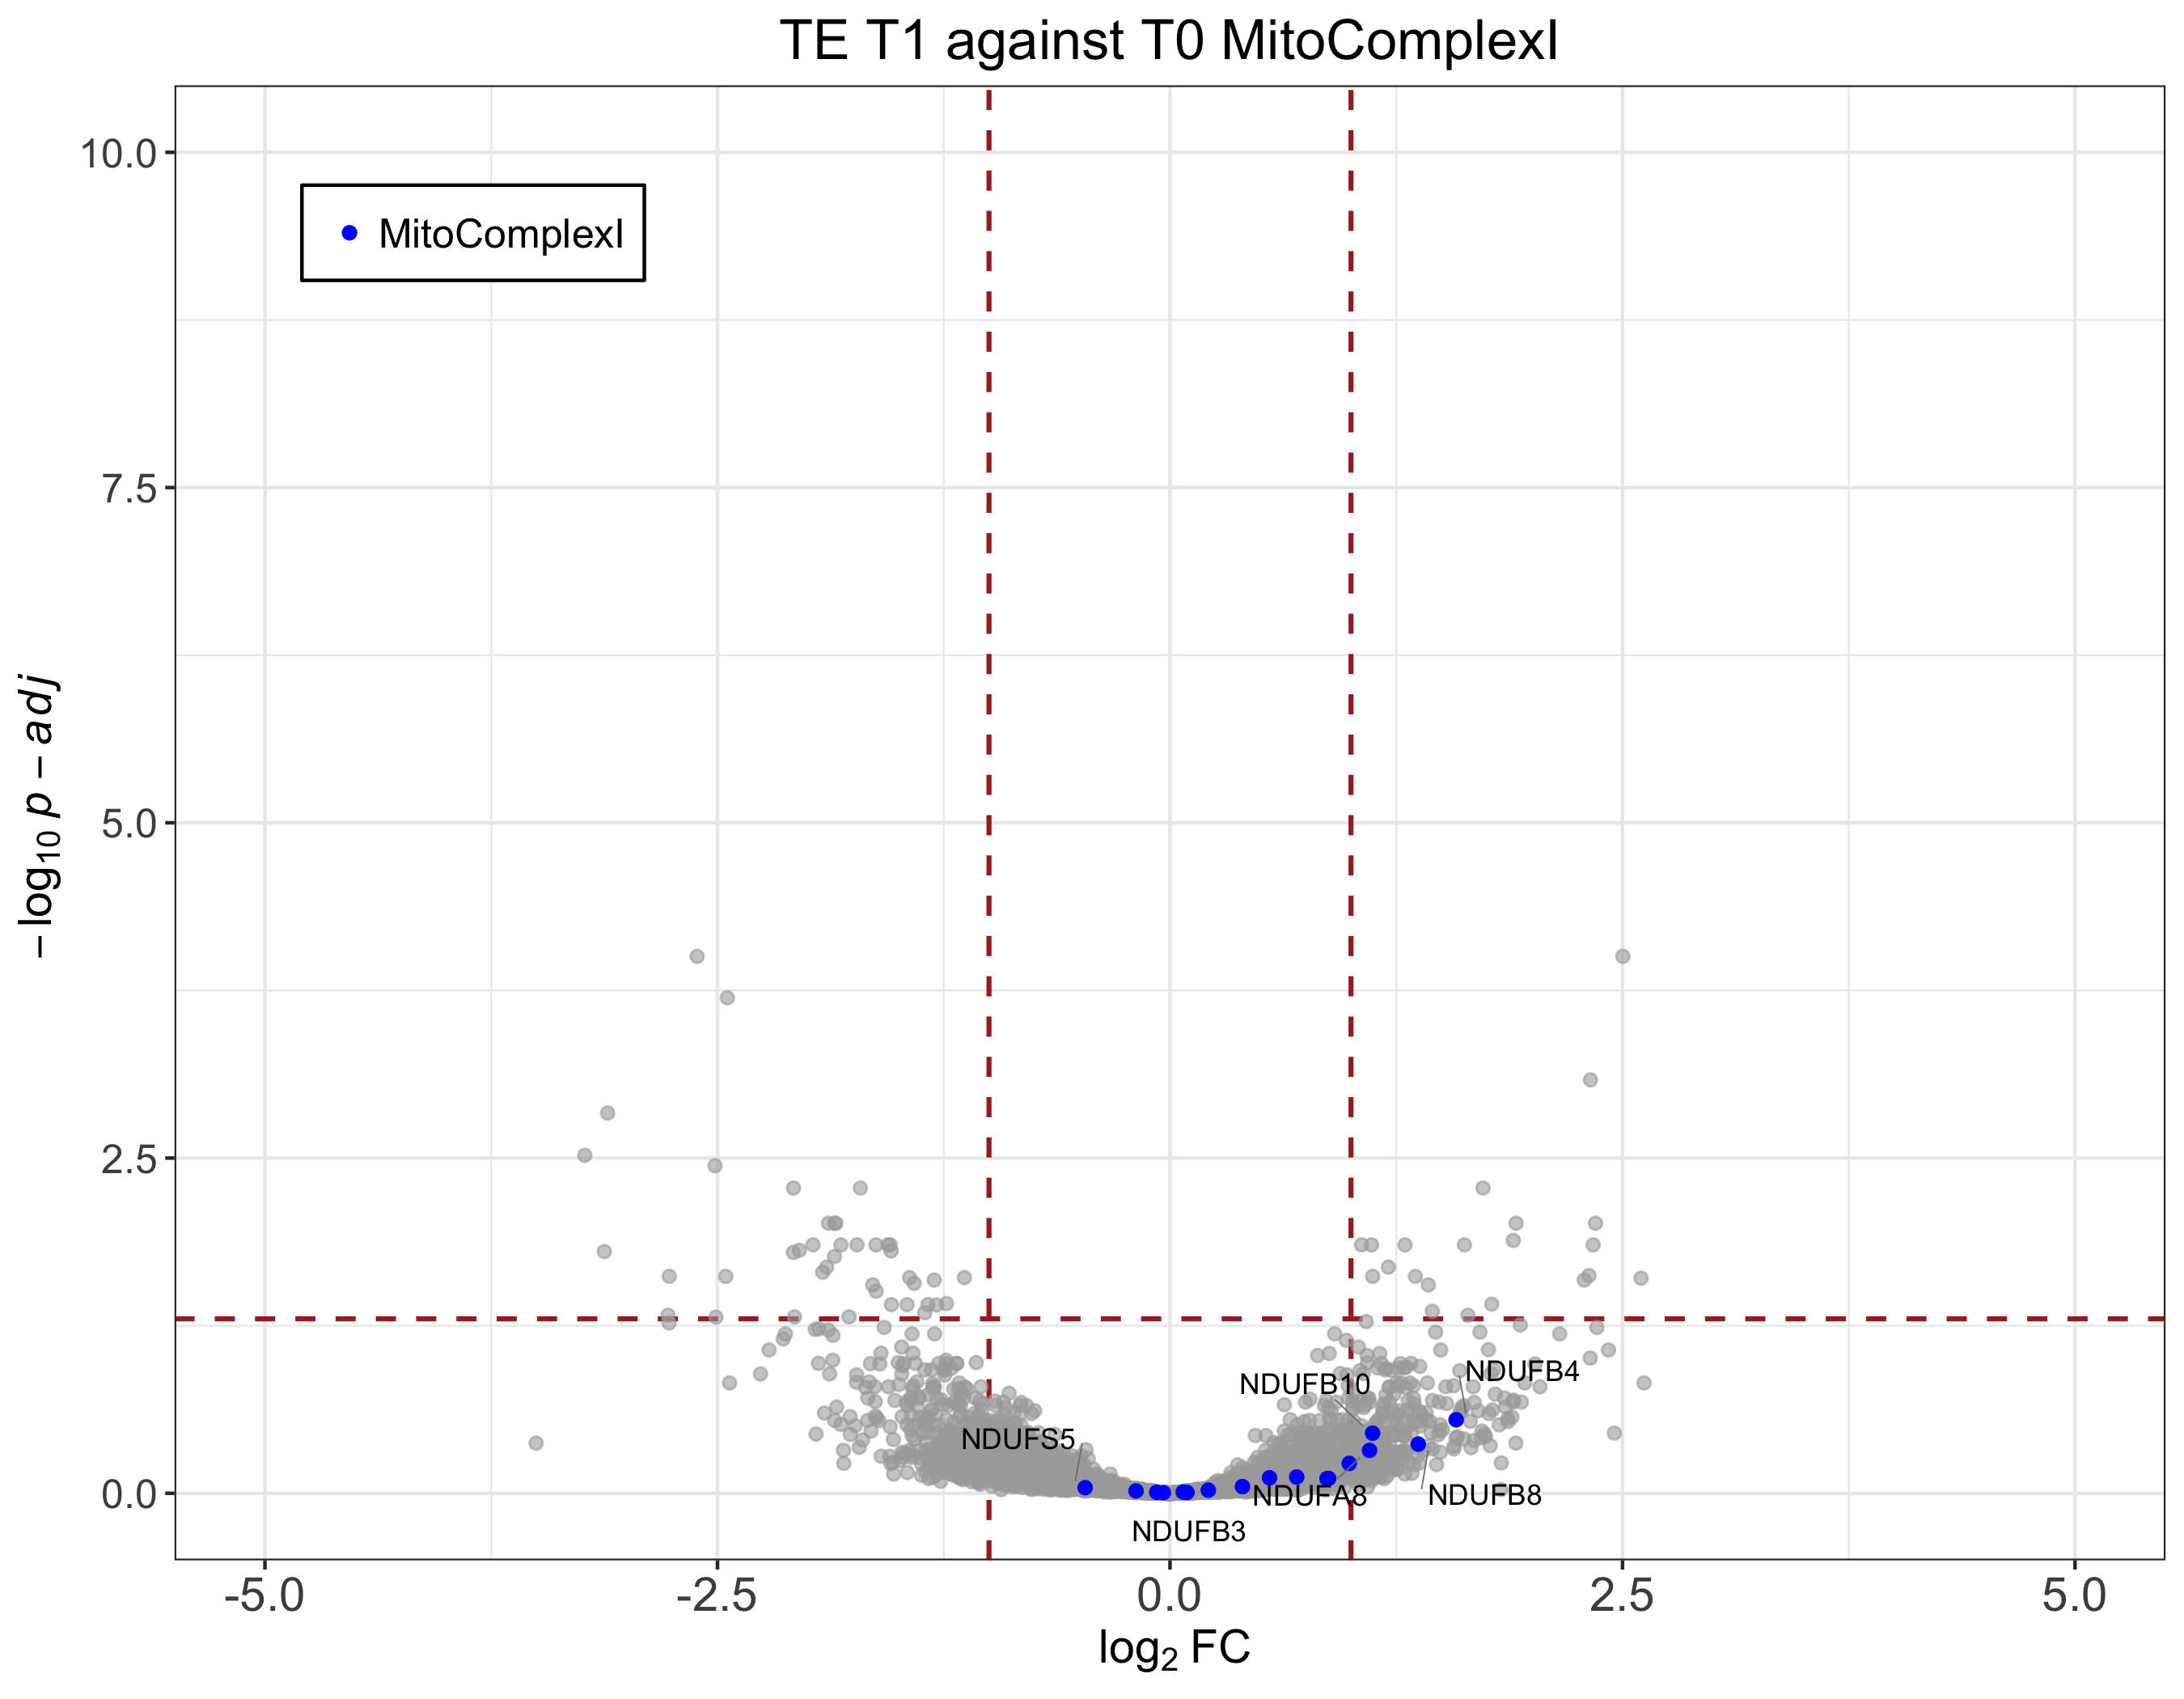 TE T1 against T0 MitoComplexI
10.0
MitoComplexI
7.5
5.0
2.5
0.0
−log10 p − adj
NDUFB4
NDUFB10
NDUFS5
NDUFA8
NDUFB8
NDUFB3
-5.0
-2.5
0.0
2.5
5.0
log2 FC